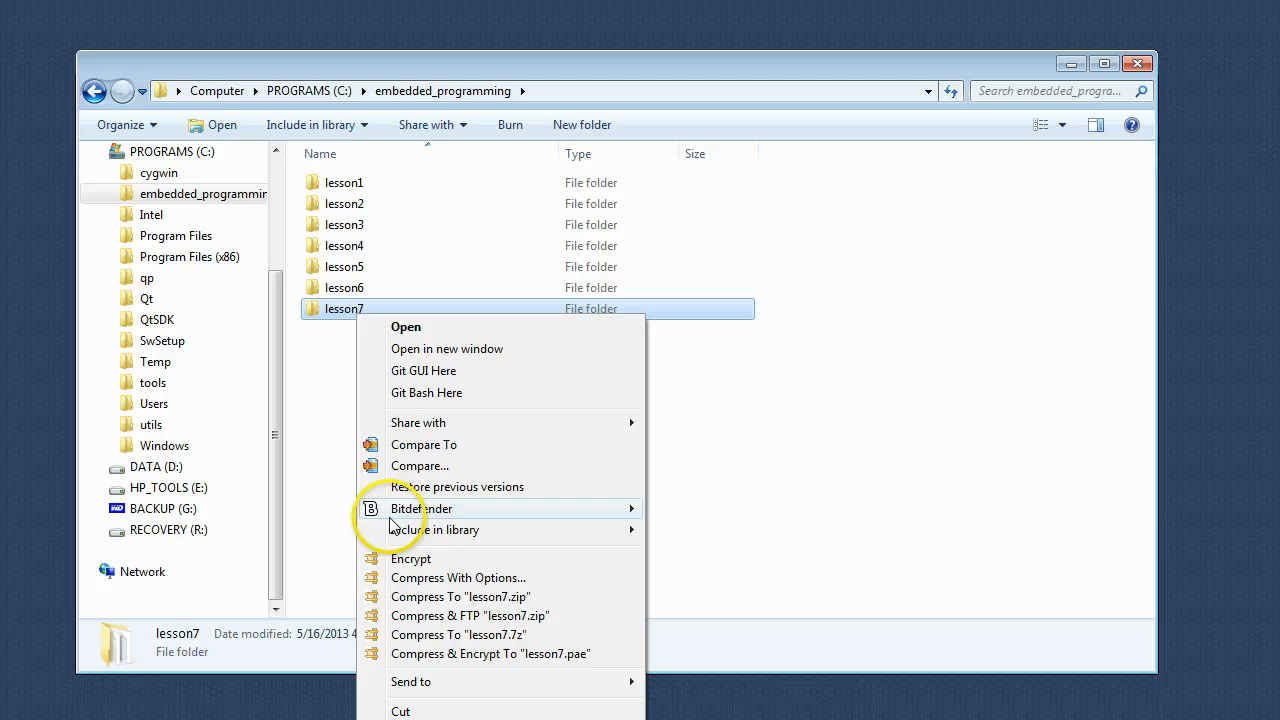 Computer PROGRAMS (C:) embedded_programming
Search embedded_progra...
Organize Open Include in library Share with Burn New folder
Name Type Size
PROGRAMS (C:)
cygwin
embedded_programmin
Intel
Program Files
Program Files (x86)
qp
Qt
QtSDK
SwSetup
Temp
tools
Users
utils
Windows
DATA (D:)
HP_TOOLS (E:)
BACKUP (G:)
RECOVERY (R:)
Network
lesson1 File folder
lesson2 File folder
lesson3 File folder
lesson4 File folder
lesson5 File folder
lesson6 File folder
lesson7 File folder
Open
Open in new window
Git GUI Here
Git Bash Here
Share with
Compare To
Compare...
Restore previous versions
Bitdefender
Include in library
Encrypt
Compress With Options...
Compress To "lesson7.zip"
Compress & FTP "lesson7.zip"
Compress To "lesson7.7z"
Compress & Encrypt To "lesson7.pae"
Send to
Cut
lesson7 Date modified: 5/16/2013 4
File folder